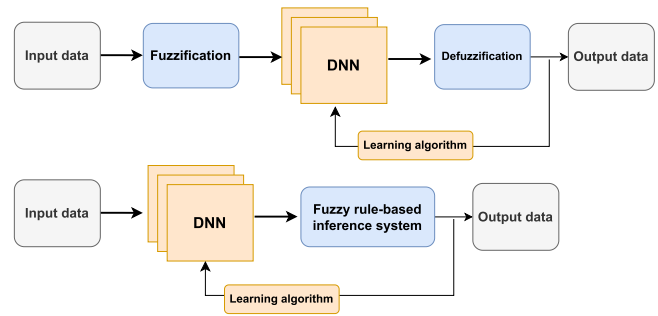 Input data
Fuzzification
DNN
Defuzzification
Output data
Learning algorithm
Input data
DNN
Fuzzy rule-based
inference system
Output data
Learning algorithm